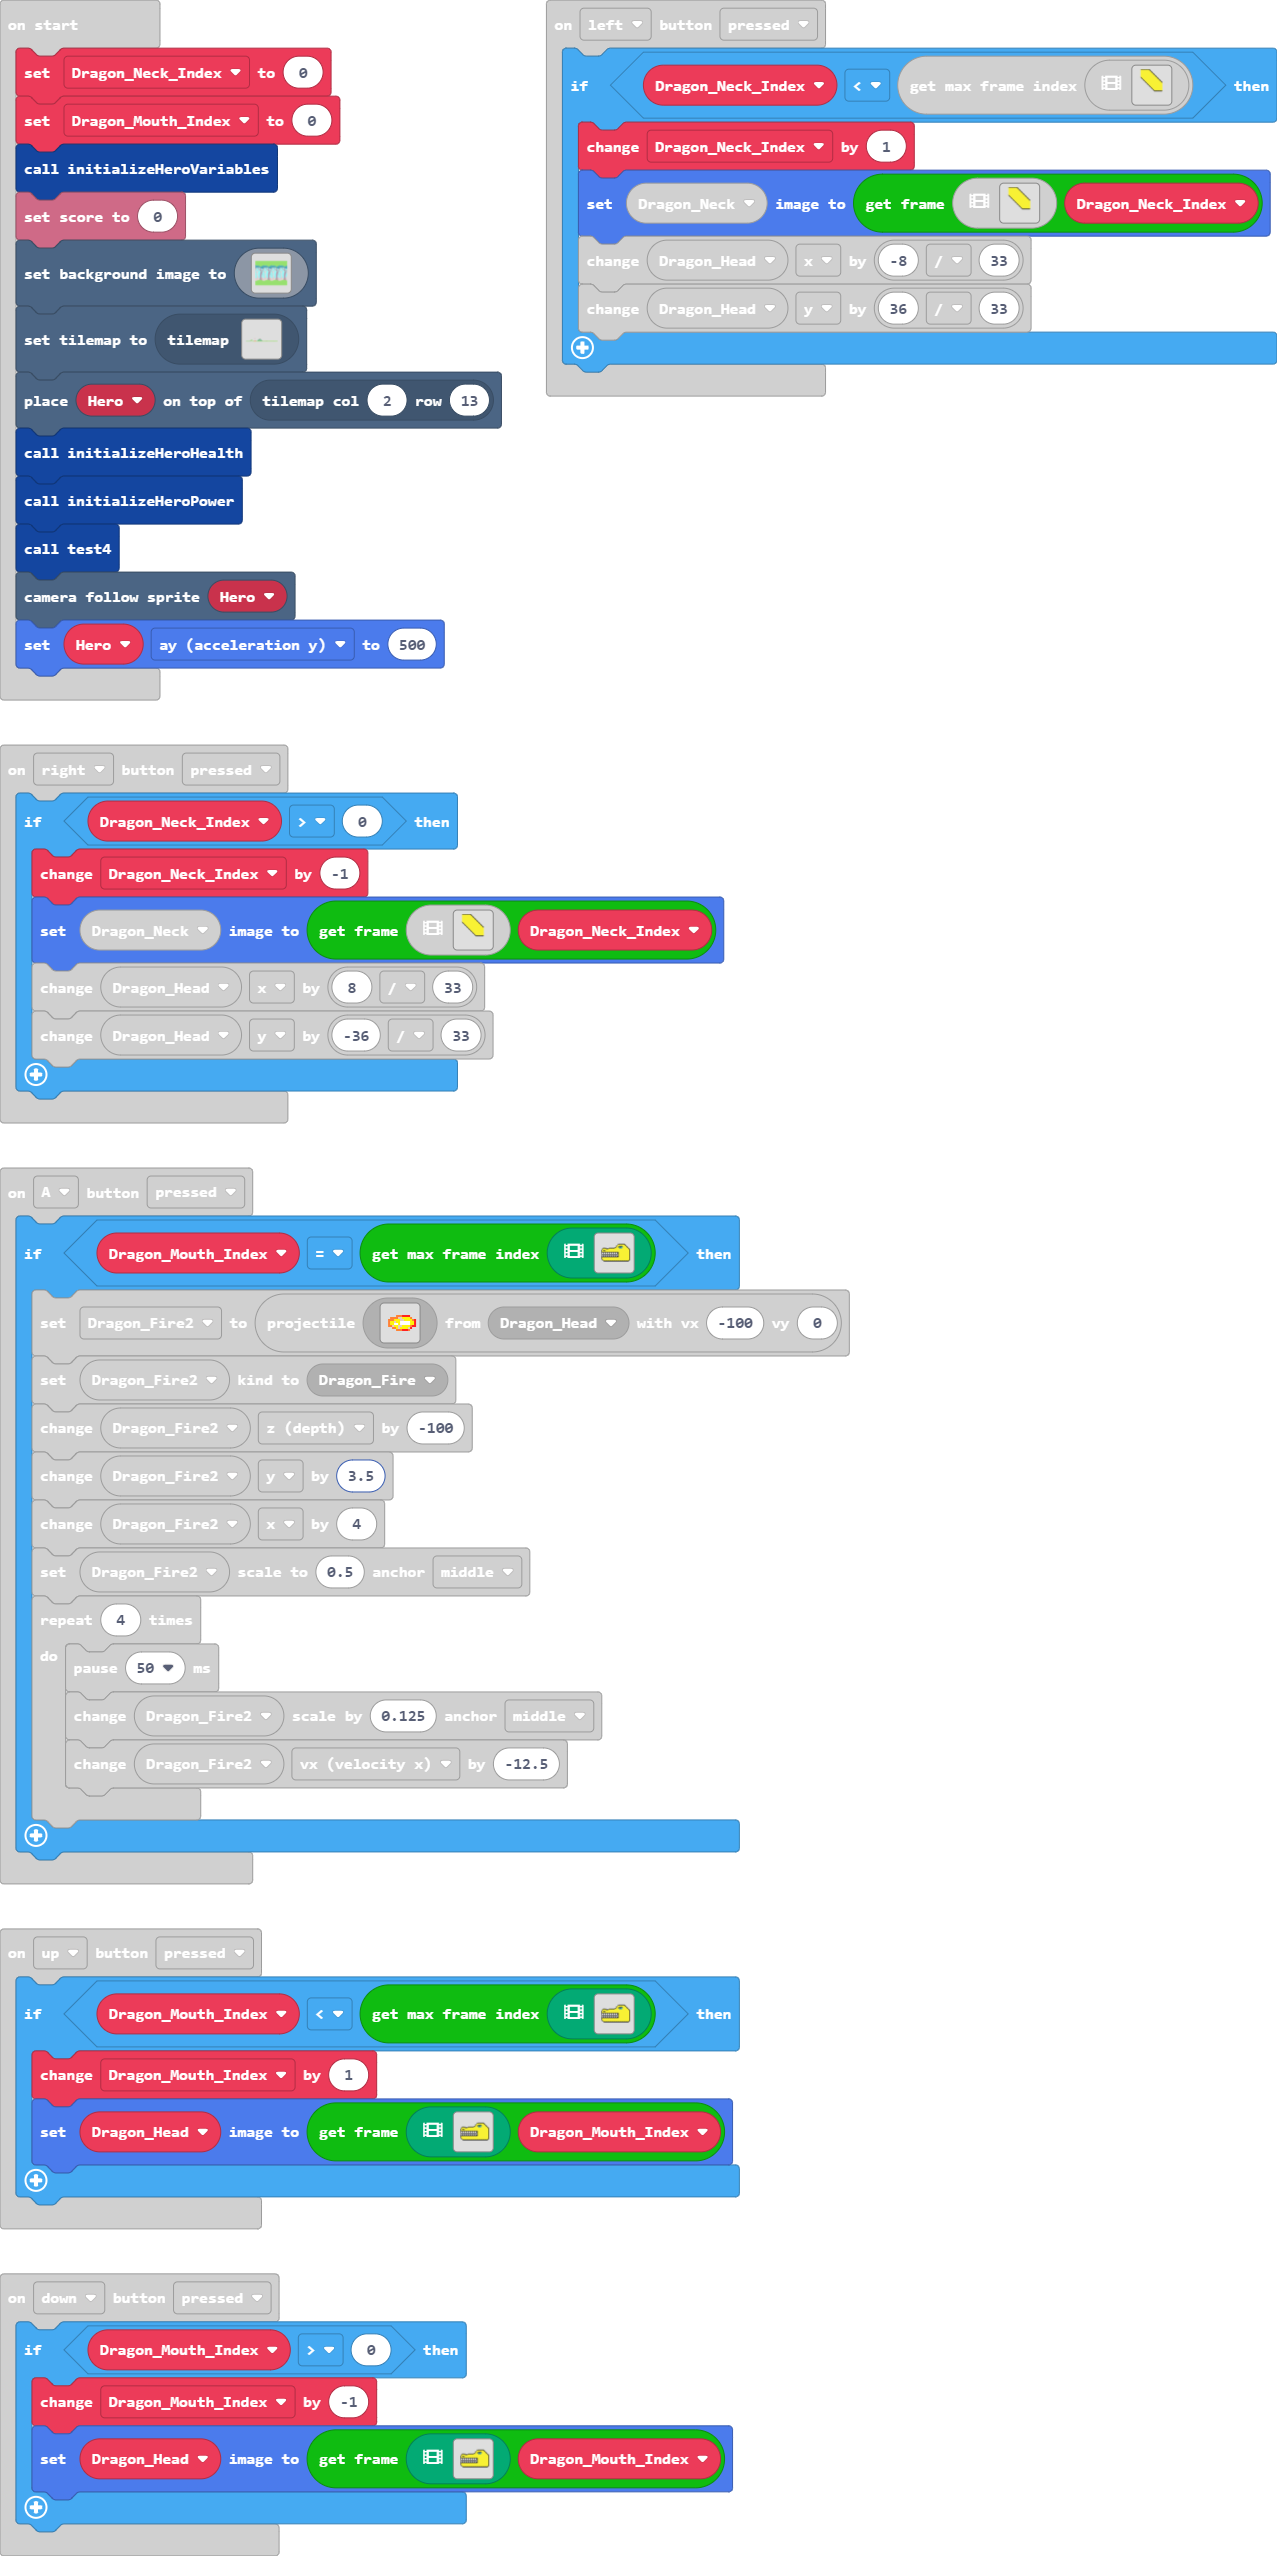 on start
set Dragon_Neck_Index to 0
set Dragon_Mouth_Index to 0
call initializeHeroVariables
set score to 0
set background image to
set tilemap to tilemap
place Hero on top of tilemap col 2 row 13
call initializeHeroHealth
call initializeHeroPower
call test4
camera follow sprite Hero
set Hero ay (acceleration y) to 500
on left button pressed
if Dragon_Neck_Index < get max frame index then
change Dragon_Neck_Index by 1
set Dragon_Neck image to get frame Dragon_Neck_Index
change Dragon_Head x by -8 / 33
change Dragon_Head y by 36 / 33
on right button pressed
if Dragon_Neck_Index > 0 then
change Dragon_Neck_Index by -1
set Dragon_Neck image to get frame Dragon_Neck_Index
change Dragon_Head x by 8 / 33
change Dragon_Head y by -36 / 33
on A button pressed
if Dragon_Mouth_Index = get max frame index then
set Dragon_Fire2 to projectile from Dragon_Head with vx -100 vy 0
set Dragon_Fire2 kind to Dragon_Fire
change Dragon_Fire2 z (depth) by -100
change Dragon_Fire2 y by 3.5
change Dragon_Fire2 x by 4
set Dragon_Fire2 scale to 0.5 anchor middle
repeat 4 times
do
pause 50 ms
change Dragon_Fire2 scale by 0.125 anchor middle
change Dragon_Fire2 vx (velocity x) by -12.5
on up button pressed
if Dragon_Mouth_Index < get max frame index then
change Dragon_Mouth_Index by 1
set Dragon_Head image to get frame Dragon_Mouth_Index
on down button pressed
if Dragon_Mouth_Index > 0 then
change Dragon_Mouth_Index by -1
set Dragon_Head image to get frame Dragon_Mouth_Index